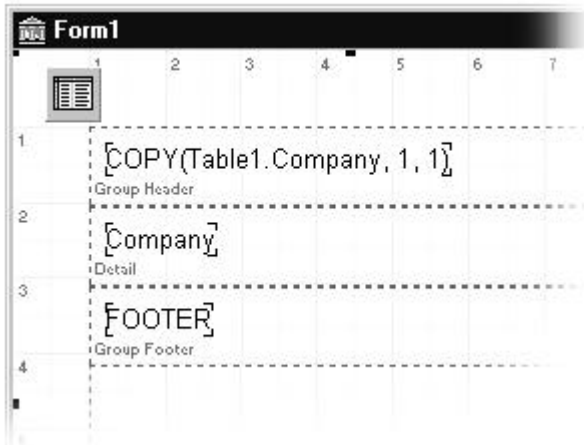 Form1
1 2 3 4 5 6 7
1
COPY(Table1.Company, 1, 1)
Group Header
2
Company
Detail
3
FOOTER
Group Footer
4